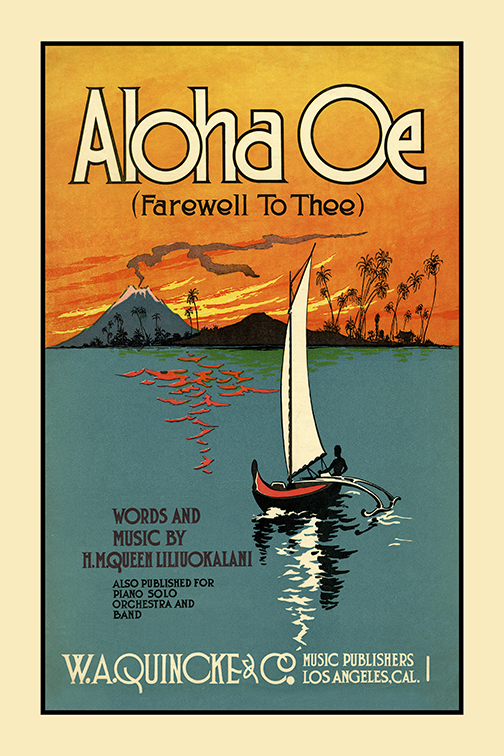 Aloha Oe
(Farewell To Thee)
WORDS AND
MUSIC BY
H.M.QUEEN LILIUOKALANI
ALSO PUBLISHED FOR
PIANO SOLO
ORCHESTRA AND
BAND
W.A.QUINCKE & CO.
MUSIC PUBLISHERS
LOS ANGELES, CAL.